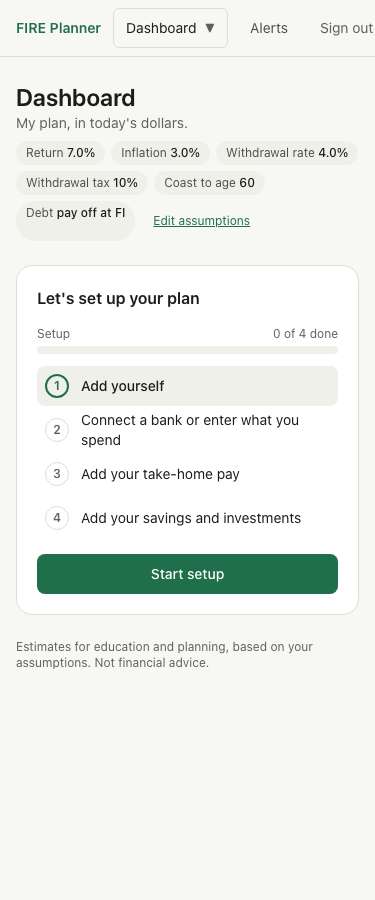 FIRE Planner Dashboard ▼ Alerts Sign out
Dashboard
My plan, in today's dollars.
Return 7.0% Inflation 3.0% Withdrawal rate 4.0%
Withdrawal tax 10% Coast to age 60
Debt pay off at FI Edit assumptions
Let's set up your plan
Setup 0 of 4 done
1 Add yourself
2 Connect a bank or enter what you
spend
3 Add your take-home pay
4 Add your savings and investments
Start setup
Estimates for education and planning, based on your
assumptions. Not financial advice.